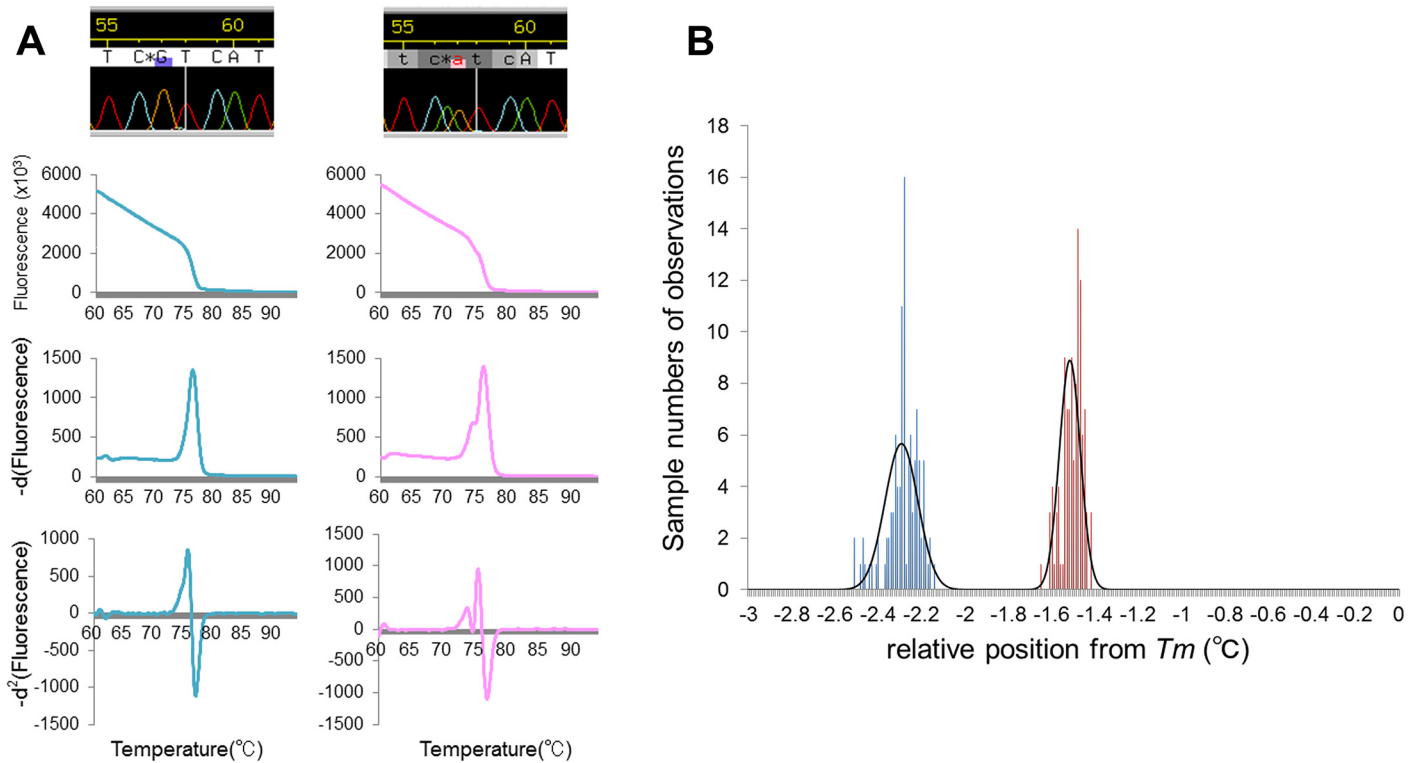 A
55 60
T C*G T C A T
55 60
t c*a t c A T
Fluorescence (x10³)
6000
4000
2000
0
60 65 70 75 80 85 90
6000
4000
2000
0
60 65 70 75 80 85 90
-d(Fluorescence)
1500
1000
500
0
60 65 70 75 80 85 90
1500
1000
500
0
60 65 70 75 80 85 90
-d²(Fluorescence)
1000
500
0
-500
-1000
-1500
60 65 70 75 80 85 90
Temperature(℃)
1500
1000
500
0
-500
-1000
-1500
60 65 70 75 80 85 90
Temperature(℃)
B
Sample numbers of observations
18
16
14
12
10
8
6
4
2
0
-3 -2.8 -2.6 -2.4 -2.2 -2 -1.8 -1.6 -1.4 -1.2 -1 -0.8 -0.6 -0.4 -0.2 0
relative position from Tm (℃)